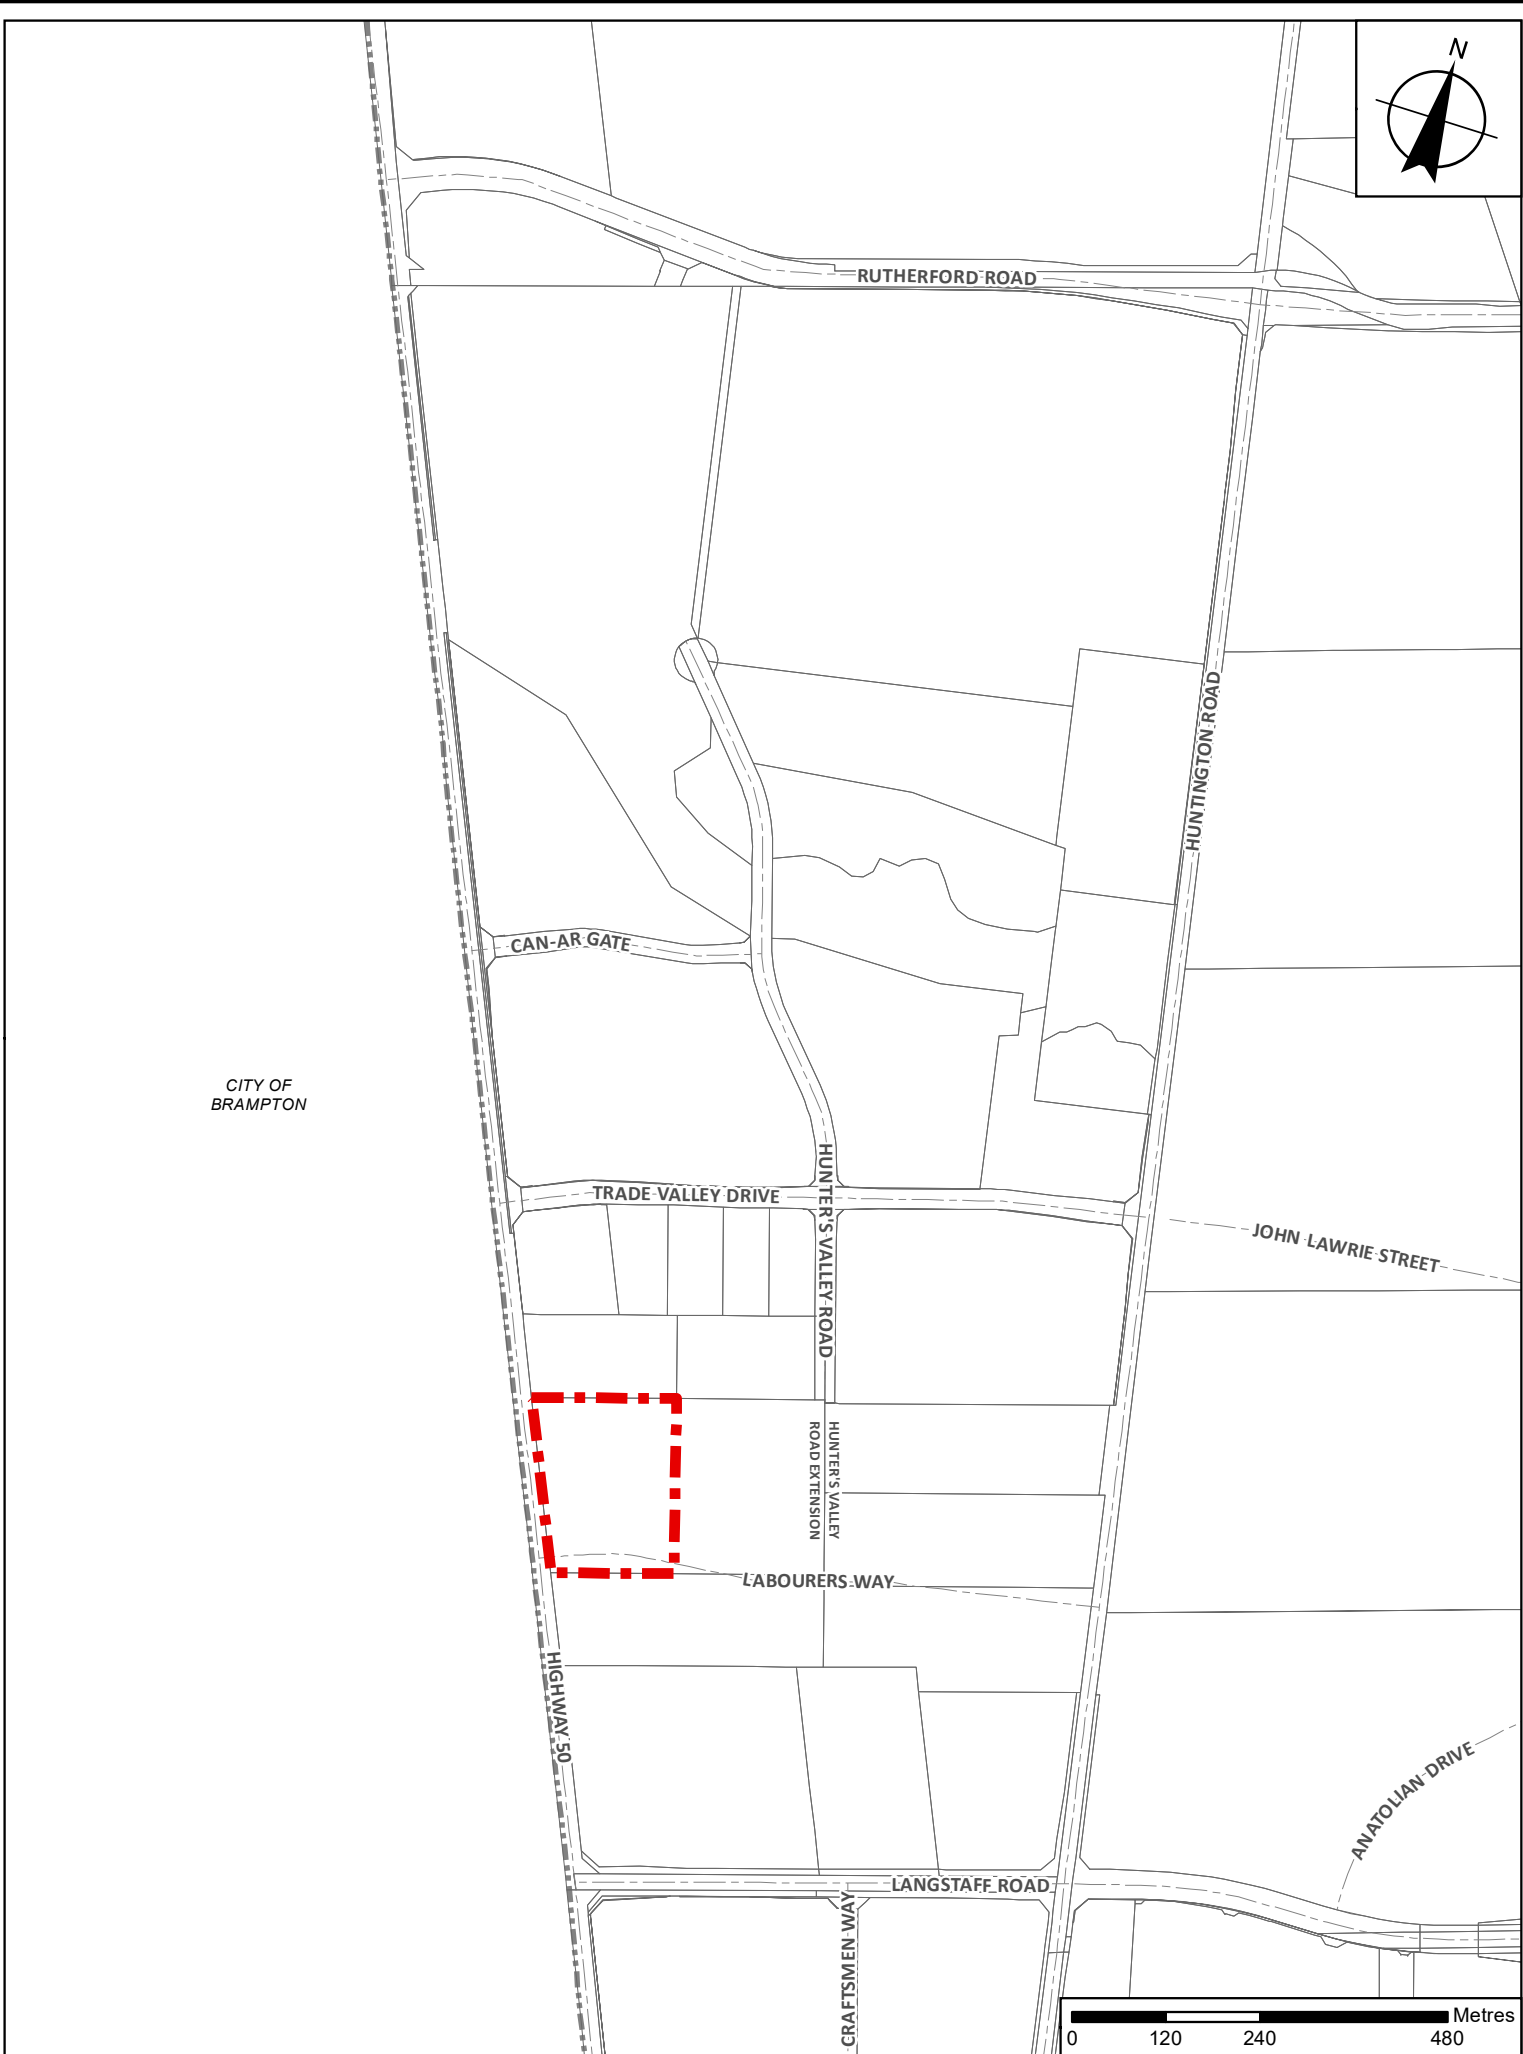 N
RUTHERFORD ROAD
HUNTINGTON ROAD
CAN-AR GATE
CITY OF
BRAMPTON
HUNTER'S VALLEY ROAD
TRADE VALLEY DRIVE
JOHN LAWRIE STREET
HUNTER'S VALLEY
ROAD EXTENSION
LABOURERS WAY
HIGHWAY 50
ANATOLIAN DRIVE
LANGSTAFF ROAD
CRAFTSMEN WAY
Metres
0 120 240 480